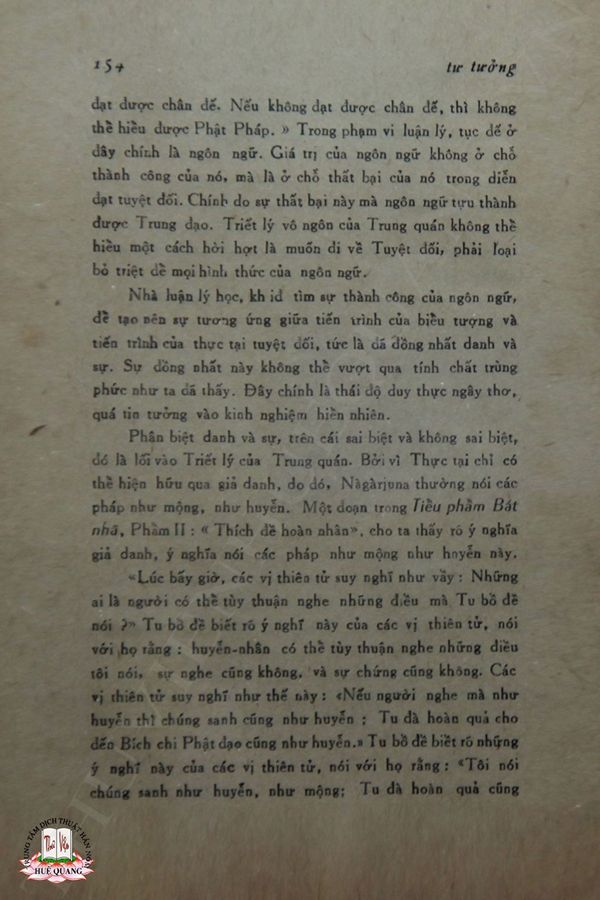 154
tư tưởng
đạt được chân đế. Nếu không đạt được chân đế, thì không
thể hiểu được Phật Pháp. » Trong phạm vi luận lý, tục đế ở
đây chính là ngôn ngữ. Giá trị của ngôn ngữ không ở chỗ
thành công của nó, mà là ở chỗ thất bại của nó trong diễn
đạt tuyệt đối. Chính do sự thất bại này mà ngôn ngữ tựu thành
được Trung đạo. Triết lý vô ngôn của Trung quán không thể
hiểu một cách hời hợt là muốn đi về Tuyệt đối, phải loại
bỏ triệt để mọi hình thức của ngôn ngữ.
Nhà luận lý học, kh iđ tìm sự thành công của ngôn ngữ,
để tạo nên sự tương ứng giữa tiến trình của biểu tượng và
tiến trình của thực tại tuyệt đối, tức là đã đồng nhất danh và
sự. Sự đồng nhất này không thể vượt qua tính chất trùng
phức như ta đã thấy. Đây chính là thái độ duy thực ngây thơ,
quá tin tưởng vào kinh nghiệm hiển nhiên.
Phân biệt danh và sự, trên cái sai biệt và không sai biệt,
đó là lối vào Triết lý của Trung quán. Bởi vì Thực tại chỉ có
thể hiện hữu qua giả danh, do đó, Nàgàrjuna thường nói các
pháp như mộng, như huyễn. Một đoạn trong Tiểu phẩm Bát
nhã, Phẩm II : « Thích đề hoàn nhân», cho ta thấy rõ ý nghĩa
giả danh, ý nghĩa nói các pháp như mộng như huyễn này.
«Lúc bấy giờ, các vị thiên tử suy nghĩ như vầy : Những
ai là người có thể tùy thuận nghe những điều mà Tu bồ đề
nói ?» Tu bồ đề biết rõ ý nghĩ này của các vị thiên tử, nói
với họ rằng : huyễn-nhân có thể tùy thuận nghe những điều
tôi nói, sự nghe cũng không, và sự chứng cũng không. Các
vị thiên tử suy nghĩ như thế này : «Nếu người nghe mà như
huyễn thì chúng sanh cũng như huyễn ; Tu đà hoàn quả cho
đến Bích chi Phật đạo cũng như huyễn.» Tu bồ đề biết rõ những
ý nghĩ này của các vị thiên tử, nói với họ rằng : «Tôi nói
chúng sanh như huyễn, như mộng; Tu đà hoàn quả cũng
TRUNG TÂM DỊCH THUẬT HÁN NÔM
HUỆ QUANG